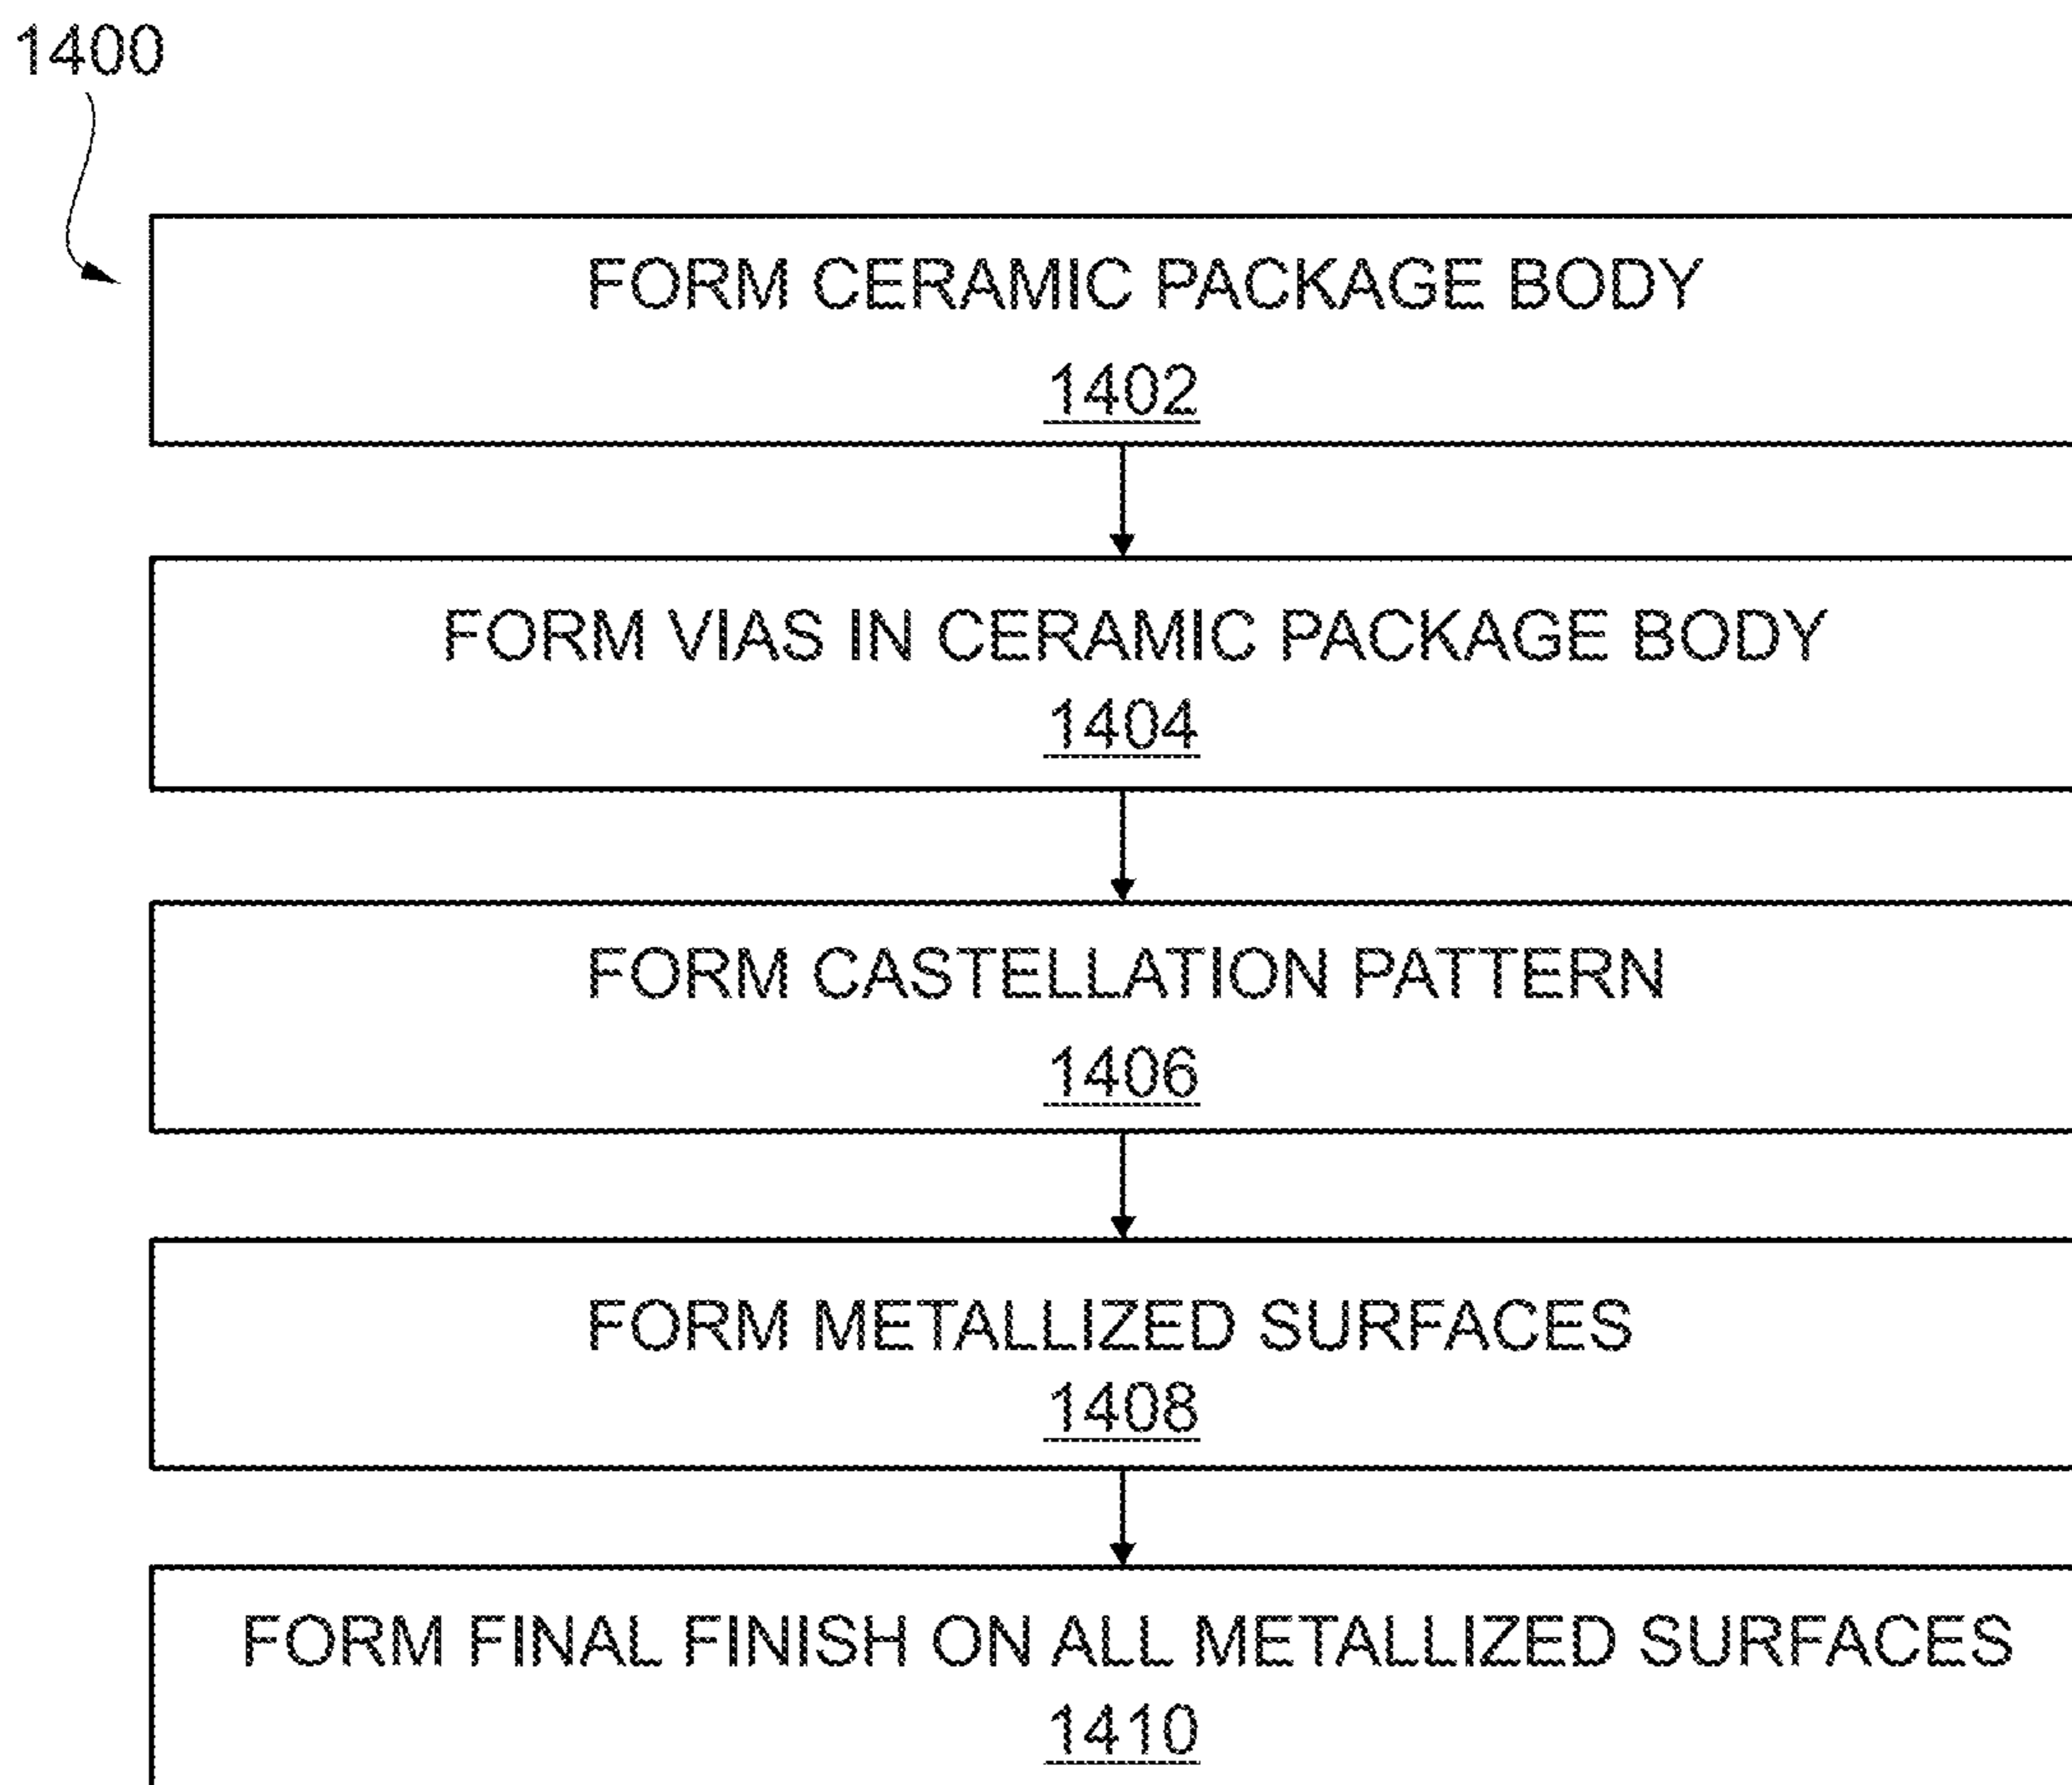 1400
FORM CERAMIC PACKAGE BODY
1402
FORM VIAS IN CERAMIC PACKAGE BODY
1404
FORM CASTELLATION PATTERN
1406
FORM METALLIZED SURFACES
1408
FORM FINAL FINISH ON ALL METALLIZED SURFACES
1410